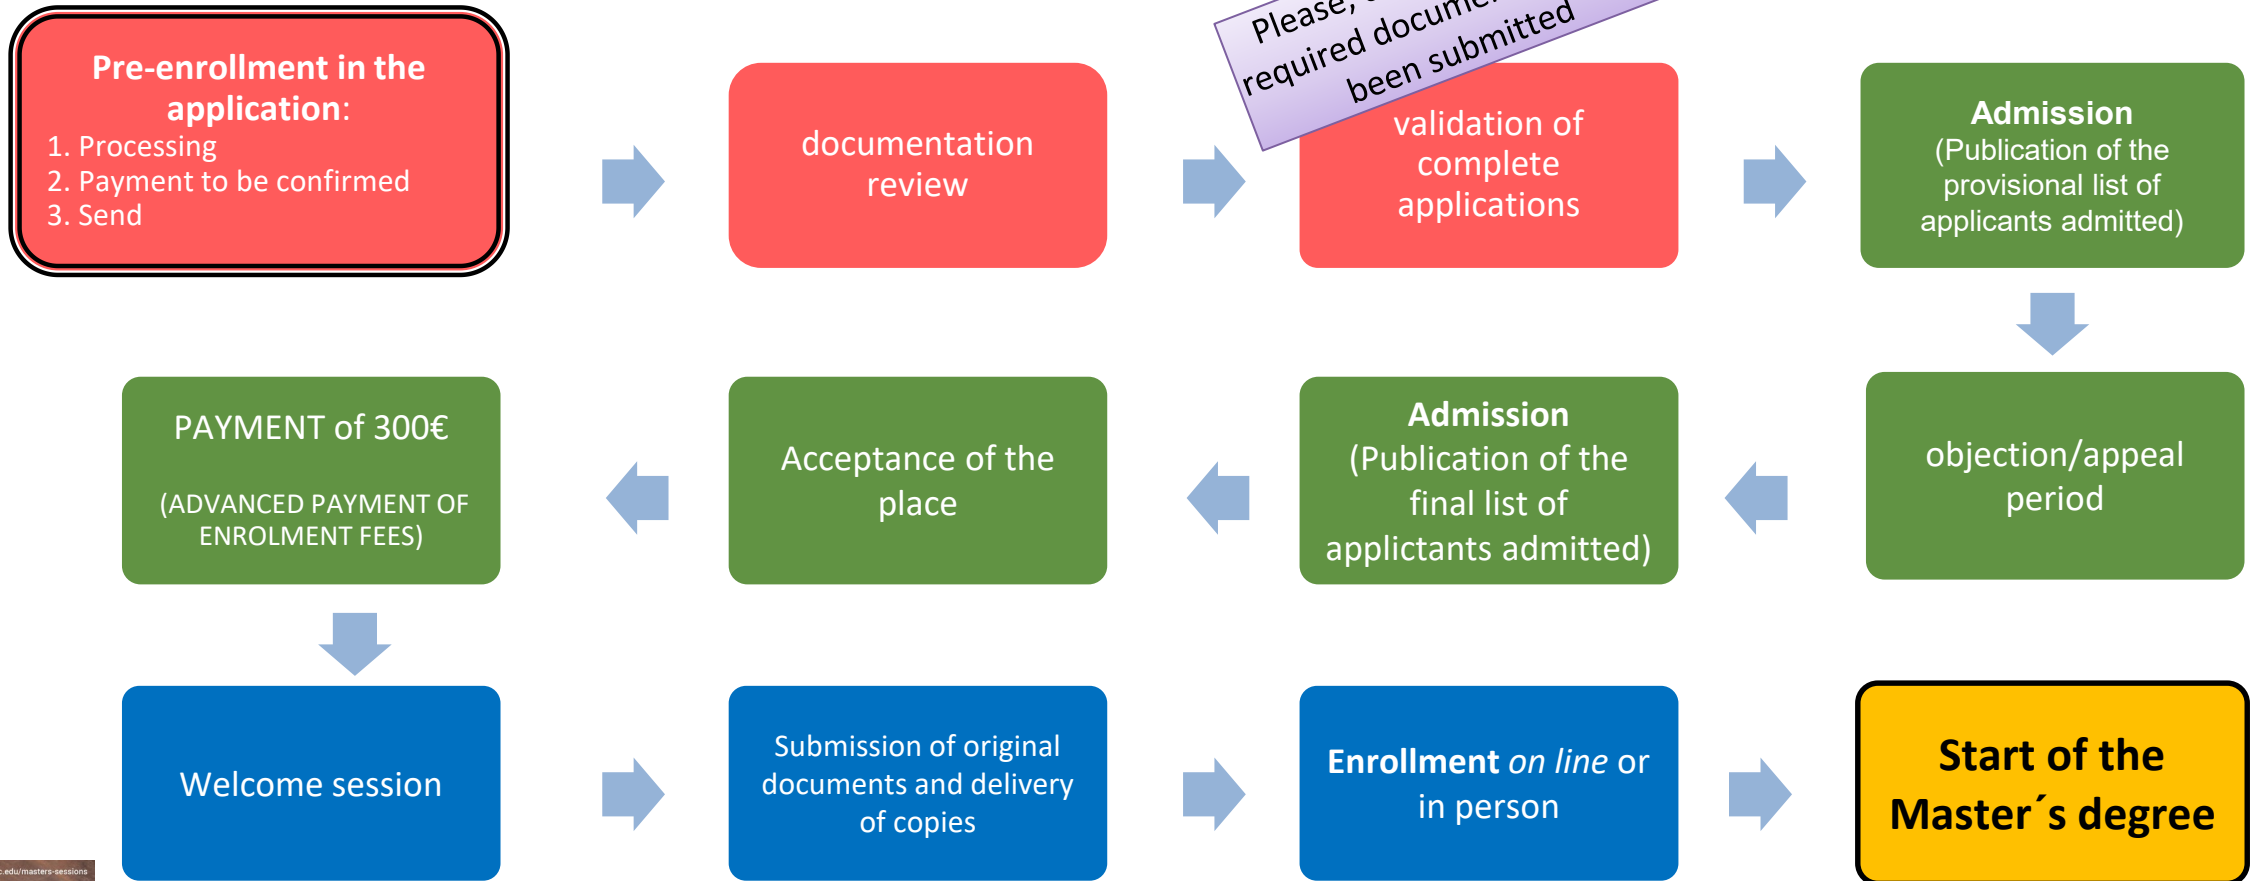 Pre-enrollment in the
application:
1. Processing
2. Payment to be confirmed
3. Send
documentation
review
Please,
required
been submitted
validation of
complete
applications
Admission
(Publication of the
provisional list of
applicants admitted)
objection/appeal
period
Admission
(Publication of the
final list of
applictants admitted)
Acceptance of the
place
PAYMENT of 300€
(ADVANCED PAYMENT OF
ENROLMENT FEES)
Welcome session
Submission of original
documents and delivery
of copies
Enrollment on line or
in person
Start of the
Master´s degree
c.edu/masters-sessions